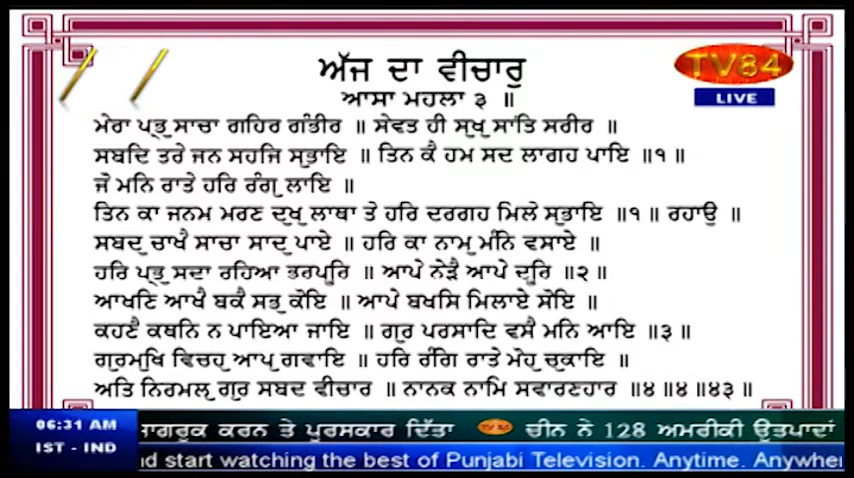 ਅੱਜ ਦਾ ਵੀਚਾਰੁ
TV84
LIVE
ਆਸਾ ਮਹਲਾ ੩ ॥
ਮੇਰਾ ਪ੍ਰਭੁ ਸਾਚਾ ਗਹਿਰ ਗੰਭੀਰ ॥ ਸੇਵਤ ਹੀ ਸੁਖੁ ਸਾਂਤਿ ਸਰੀਰ ॥
ਸਬਦਿ ਤਰੇ ਜਨ ਸਹਜਿ ਸੁਭਾਇ ॥ ਤਿਨ ਕੈ ਹਮ ਸਦ ਲਾਗਹ ਪਾਇ ॥੧॥
ਜੋ ਮਨਿ ਰਾਤੇ ਹਰਿ ਰੰਗੁ ਲਾਇ ॥
ਤਿਨ ਕਾ ਜਨਮ ਮਰਣ ਦੁਖੁ ਲਾਥਾ ਤੇ ਹਰਿ ਦਰਗਹ ਮਿਲੇ ਸੁਭਾਇ ॥੧॥ ਰਹਾਉ ॥
ਸਬਦੁ ਚਾਖੈ ਸਾਚਾ ਸਾਦੁ ਪਾਏ ॥ ਹਰਿ ਕਾ ਨਾਮੁ ਮੰਨਿ ਵਸਾਏ ॥
ਹਰਿ ਪ੍ਰਭੁ ਸਦਾ ਰਹਿਆ ਭਰਪੂਰਿ ॥ ਆਪੇ ਨੇੜੈ ਆਪੇ ਦੂਰਿ ॥੨॥
ਆਖਣਿ ਆਖੈ ਬਕੈ ਸਭੁ ਕੋਇ ॥ ਆਪੇ ਬਖਸਿ ਮਿਲਾਏ ਸੋਇ ॥
ਕਹਣੈ ਕਥਨਿ ਨ ਪਾਇਆ ਜਾਇ ॥ ਗੁਰ ਪਰਸਾਦਿ ਵਸੈ ਮਨਿ ਆਇ ॥੩॥
ਗੁਰਮੁਖਿ ਵਿਚਹੁ ਆਪੁ ਗਵਾਇ ॥ ਹਰਿ ਰੰਗਿ ਰਾਤੇ ਮੋਹੁ ਚੁਕਾਇ ॥
ਅਤਿ ਨਿਰਮਲੁ ਗੁਰ ਸਬਦ ਵੀਚਾਰ ॥ ਨਾਨਕ ਨਾਮਿ ਸਵਾਰਣਹਾਰ ॥੪॥੪॥੪੩॥
06:31 AM ਜਾਗਰੂਕ ਕਰਨ ਤੇ ਪੁਰਸਕਾਰ ਦਿੱਤਾ TV84 ਚੀਨ ਨੇ 128 ਅਮਰੀਕੀ ਉਤਪਾਦਾਂ
IST - IND nd start watching the best of Punjabi Television. Anytime. Anywher